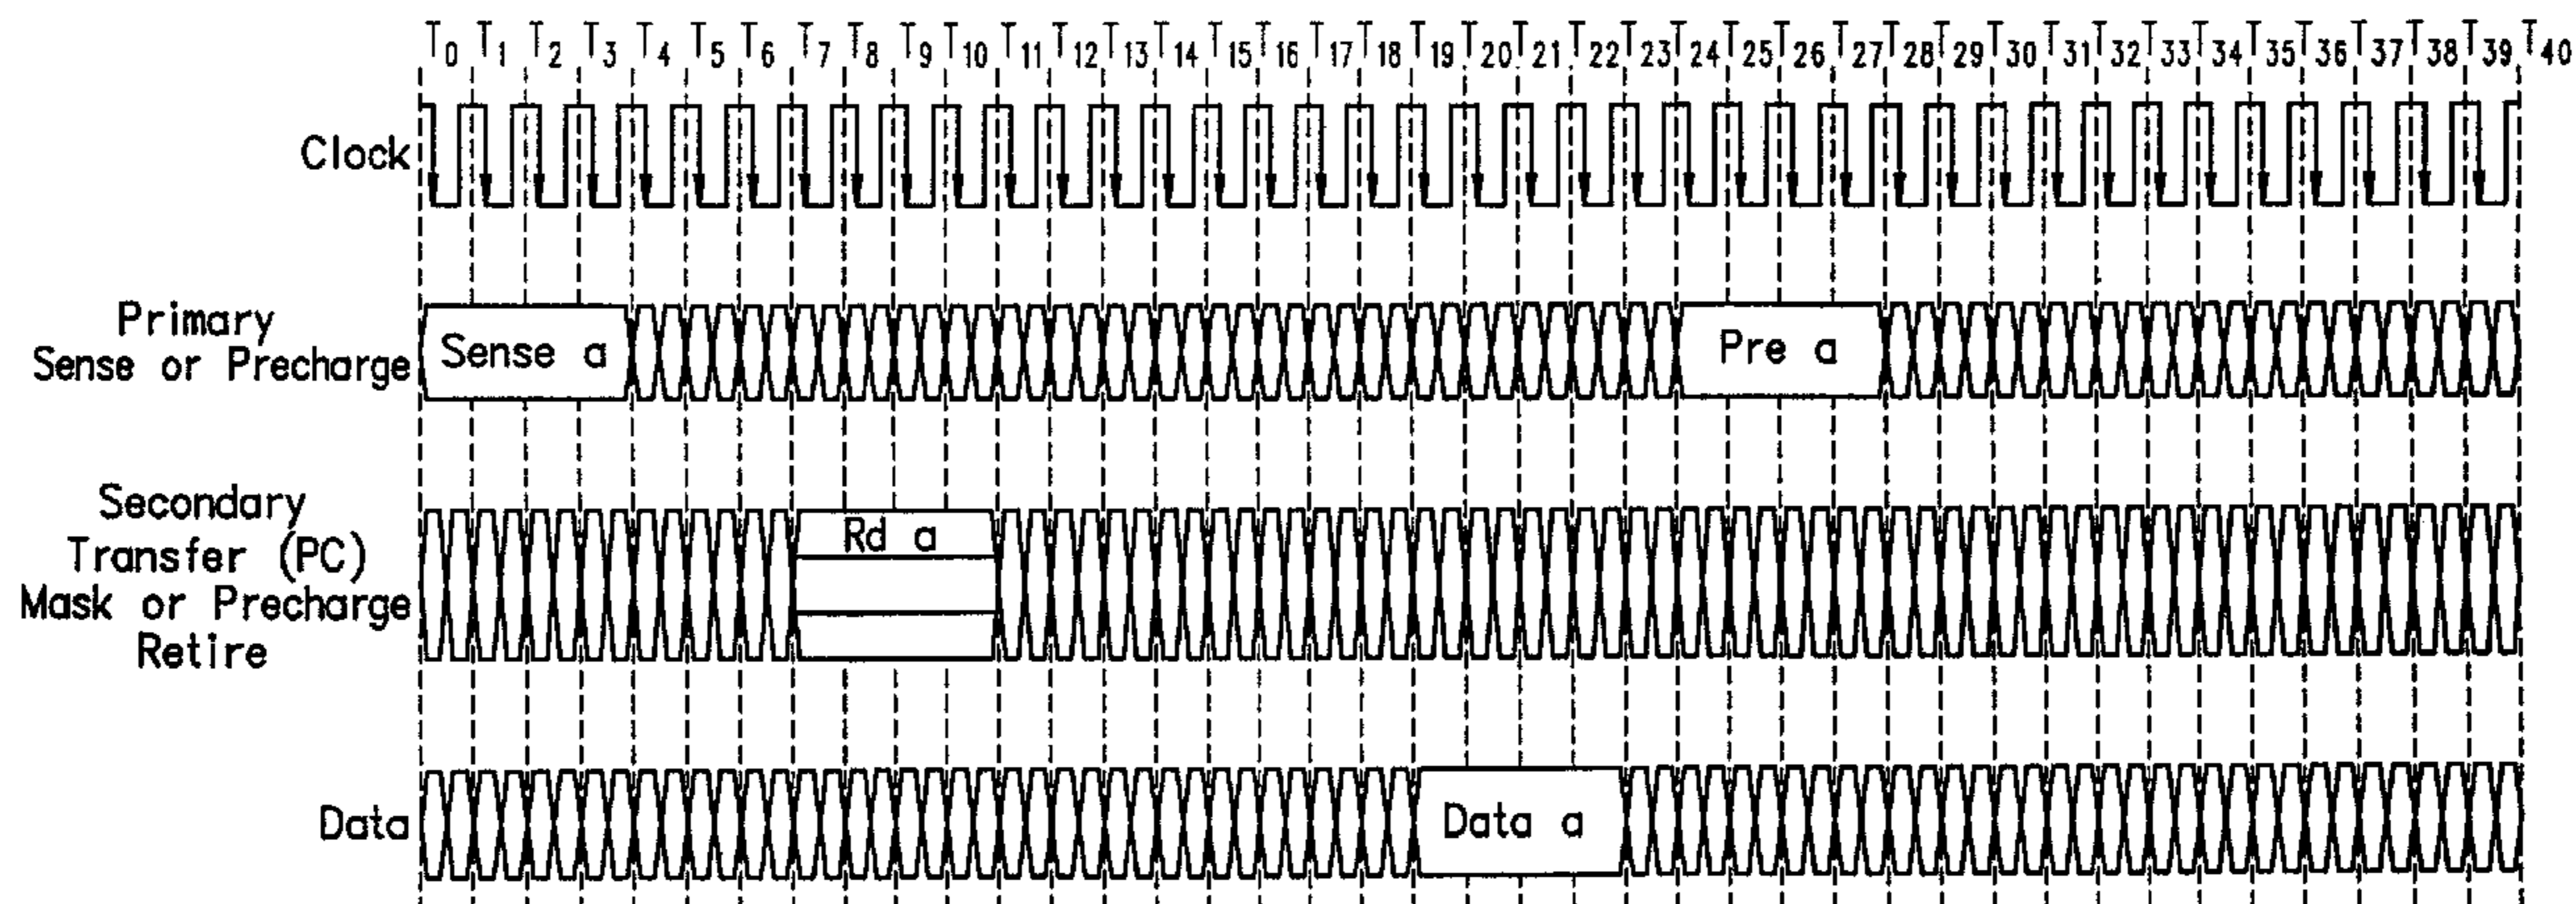 T0 T1 T2 T3 T4 T5 T6 T7 T8 T9 T10 T11 T12 T13 T14 T15 T16 T17 T18 T19 T20 T21 T22 T23 T24 T25 T26 T27 T28 T29 T30 T31 T32 T33 T34 T35 T36 T37 T38 T39 T40
Clock
Primary
Sense or Precharge
Sense a
Pre a
Secondary
Transfer (PC)
Mask or Precharge
Retire
Rd a
Data
Data a